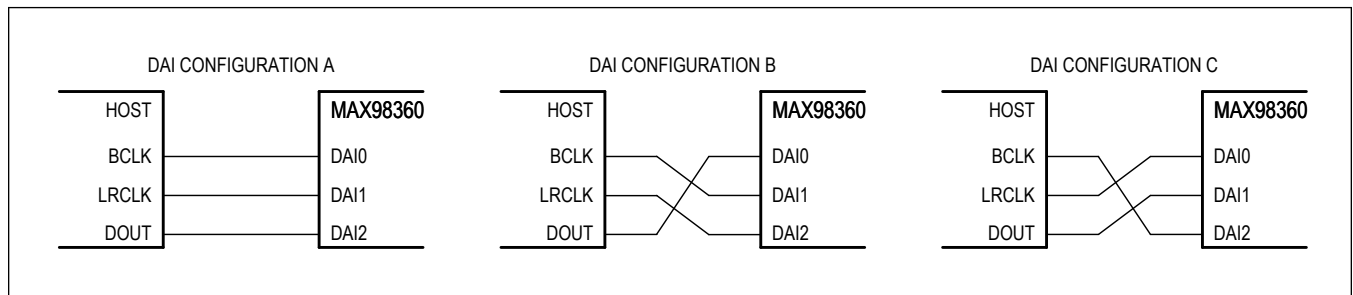 DAI CONFIGURATION A
HOST MAX98360
BCLK DAI0
LRCLK DAI1
DOUT DAI2
DAI CONFIGURATION B
HOST MAX98360
BCLK DAI0
LRCLK DAI1
DOUT DAI2
DAI CONFIGURATION C
HOST MAX98360
BCLK DAI0
LRCLK DAI1
DOUT DAI2